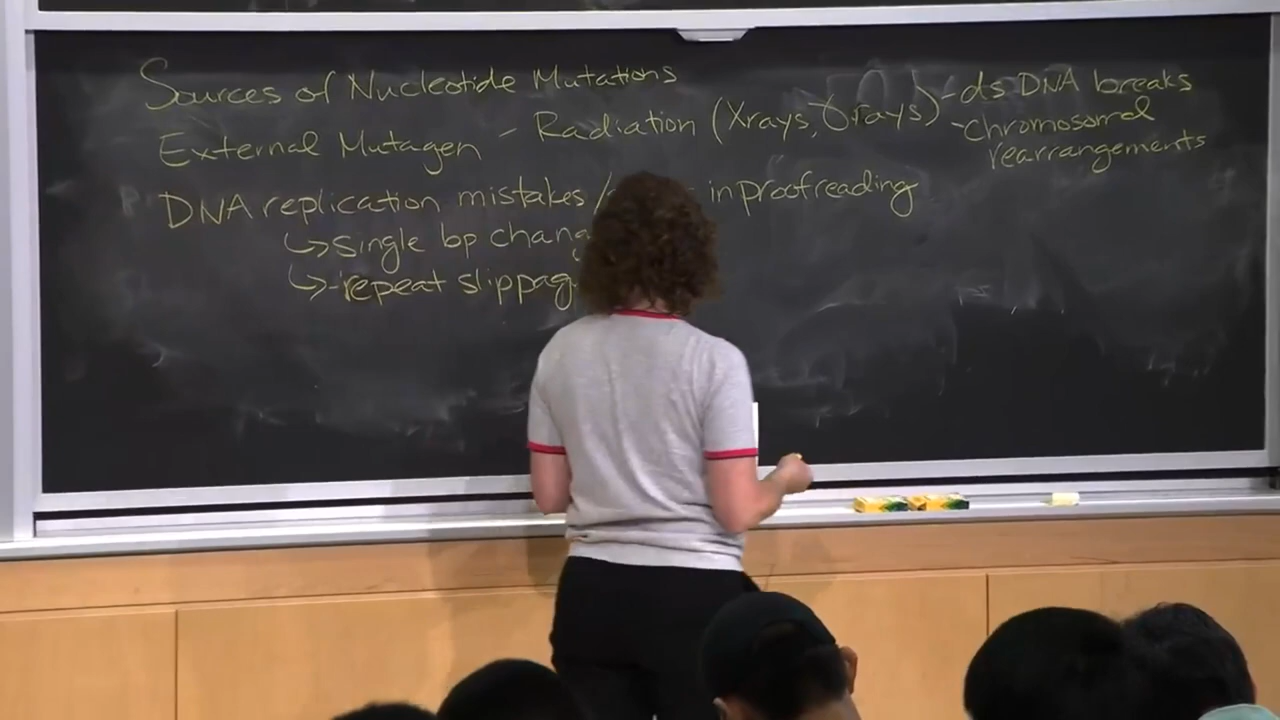 Sources of Nucleotide Mutations
External Mutagen - Radiation (Xrays, γrays) - ds DNA breaks
- chromosomal
rearrangements
DNA replication mistakes / in proofreading
↳ single bp chang
↳ - repeat slippag